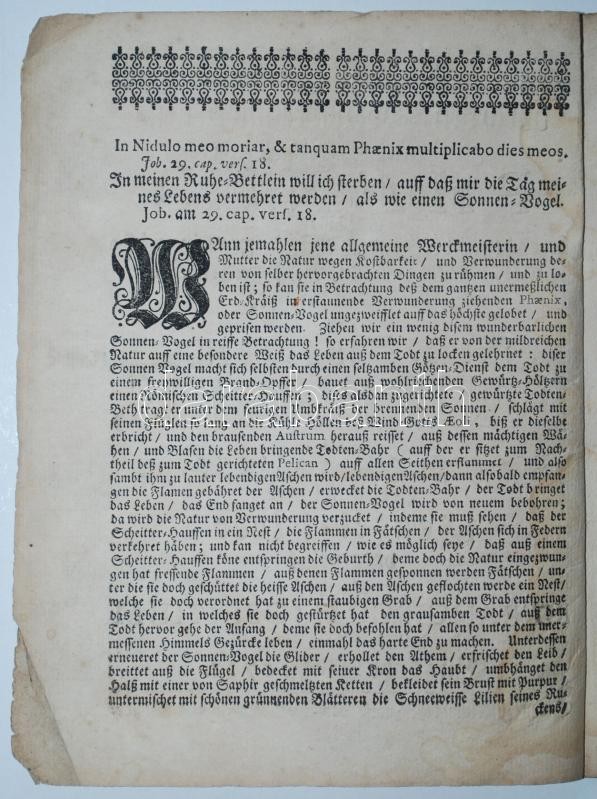 In Nidulo meo moriar, & tanquam Phænix multiplicabo dies meos.
Job. 29. cap. vers. 18.
In meinen Ruhe-Bettlein will ich sterben / auff daß mir die Täg mei-
nes Lebens vermehret werden / als wie einen Sonnen-Vogel.
Job. am 29. cap. vers. 18.
WAnn jemahlen jene allgemeine Werckmeisterin / und
Mutter die Natur wegen Kostbarkeit / und Verwunderung de-
ren von selber hervorgebrachten Dingen zu rühmen / und zu lo-
ben ist; so kan sie in Betrachtung deß dem gantzen unermeßlichen
Erd-Kräiß in erstaunende Verwunderung ziehenden Phænix,
oder Sonnen-Vogel ungezweifflet auff das höchste gelobet / und
geprisen werden. Ziehen wir ein wenig disem wunderbarlichen
Sonnen-Vogel in reiffe Betrachtung! so erfahren wir / daß er von der mildreichen
Natur auff eine besondere Weiß das Leben auß dem Todt zu locken gelehrnet: diser
Sonnen Vogel macht sich selbsten durch einen seltzamben Götzen-Dienst dem Todt zu
einem freywilligen Brand-Opffer / bauet auß wohlriechenden Gewürtz-Höltzern
einen Römischen Scheitter-Hauffen; dises alsdan zugerichtete gewürtzte Todten-
Beth tragt er unter dem feurigen Umbkräiß der brennenden Sonnen / schlägt mit
seinen Flüglen so lang an die Kühle Höllen deß Wind-Gotts Æoli, biß er dieselbe
erbricht / und den brausenden Austrum herauß reisset / auß dessen mächtigen Wä-
hen / und Blasen die Leben bringende Todten-Bahr (auff der er sitzet zum Nach-
theil deß zum Todt gerichteten Pelican) auff allen Seithen erflammet / und also
sambt ihm zu lauter lebendigen Aschen wird / lebendigen Aschen / dann alsobald empfan-
gen die Flamen gebähret der Aschen / erwecket die Todten-Bahr / der Todt bringet
das Leben / das End fanget an / der Sonnen-Vogel wird von neuem bebohren;
da wird die Natur von Verwunderung verzucket / indeme sie muß sehen / daß der
Scheitter-Hauffen in ein Nest / die Flammen in Fätschen / der Aschen sich in Federn
verkehret häben; und kan nicht begreiffen / wie es möglich seye / daß auß einem
Scheitter-Hauffen köne entspringen die Geburth / deme doch die Natur eingezwun-
gen hat fressende Flammen / auß denen Flammen gesponnen werden Fätschen / un-
ter die sie doch geschüttet die heisse Aschen / auß den Aschen geflochten werde ein Nest /
welche sie doch verordnet hat zu einem staubigen Grab / auß dem Grab entspringe
das Leben / in welches sie doch gestürtzet hat den grausamben Todt / auß dem
Todt hervor gehe der Anfang / deme sie doch befohlen hat / allen so unter dem uner-
messenen Himmels Gezürcke leben / einmahl das harte End zu machen. Unterdessen
erneueret der Sonnen-Vogel die Glider / erhollet den Athem / erfrischet den Leib /
breittet auß die Flügel / bedecket mit seiner Kron das Haubt / umbhänget den
Halß mit einer von Saphir geschmeltzten Ketten / bekleidet sein Brust mit Purpur /
untermischet mit schönen grünnenden Blätteren die Schneeweisse Lilien seines Ru-
ckens /